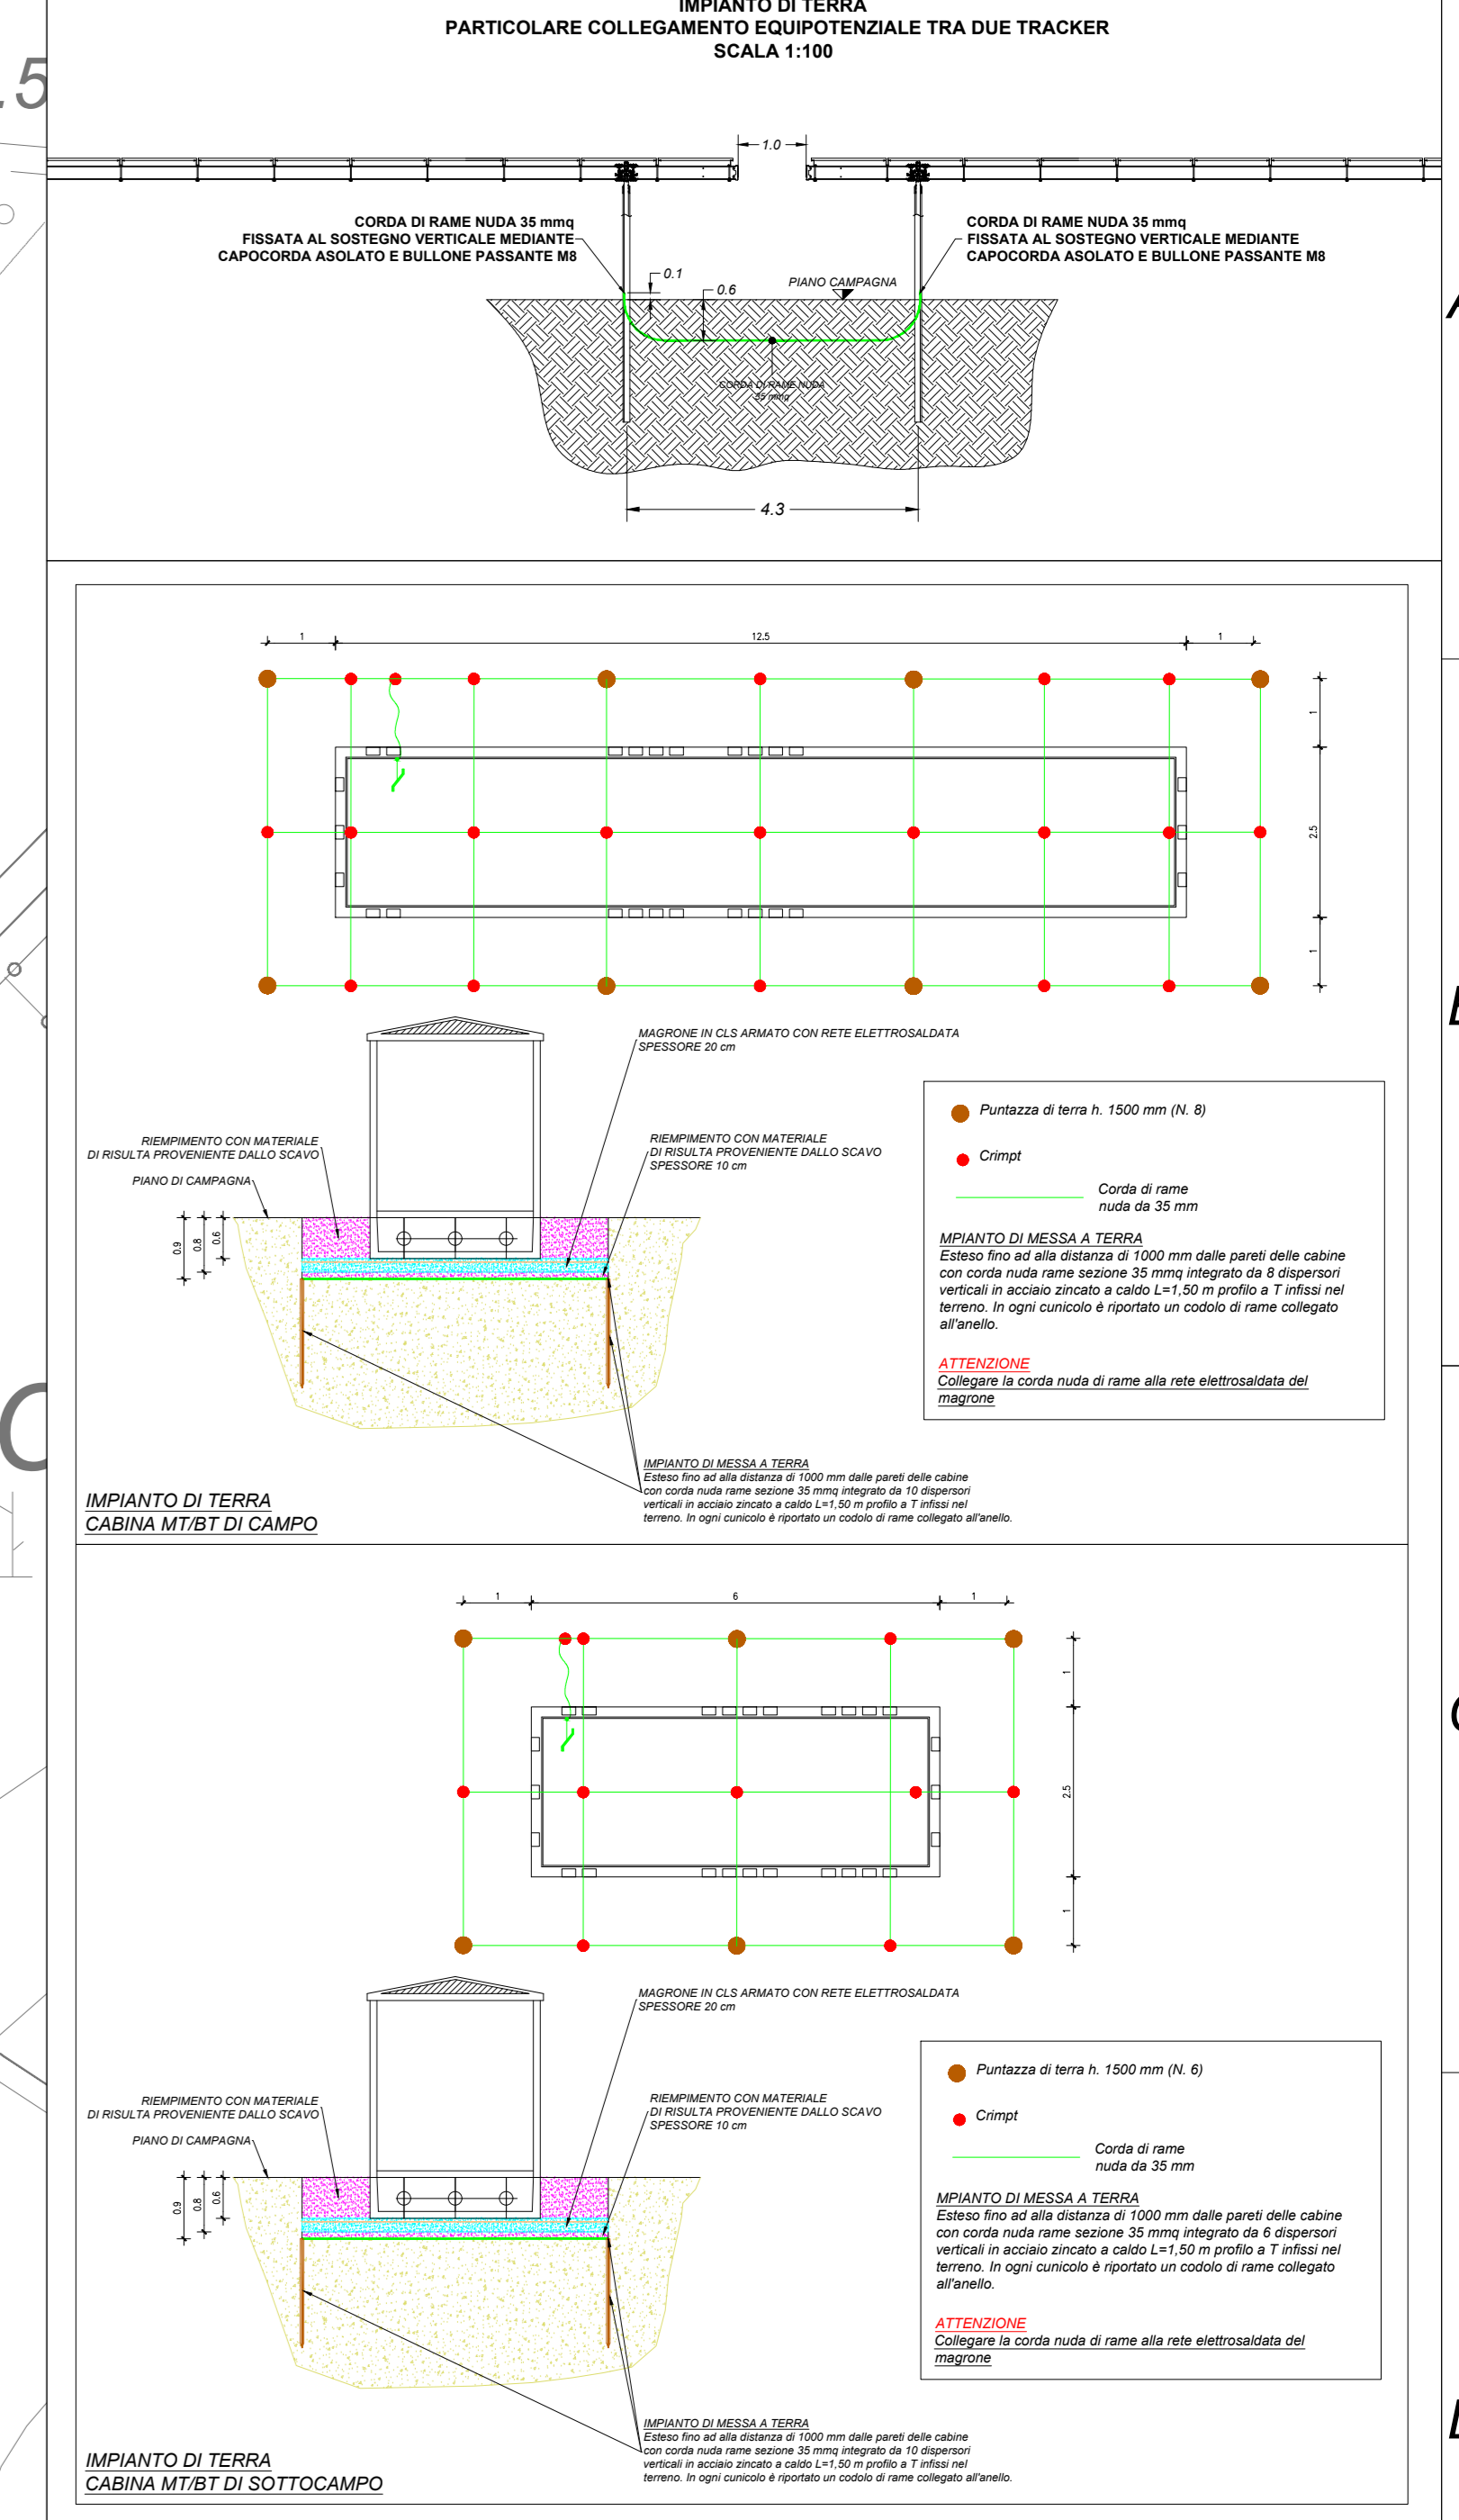 IMPIANTO DI TERRA
PARTICOLARE COLLEGAMENTO EQUIPOTENZIALE TRA DUE TRACKER
SCALA 1:100
.5
1.0
CORDA DI RAME NUDA 35 mmq
FISSATA AL SOSTEGNO VERTICALE MEDIANTE
CAPOCORDA ASOLATO E BULLONE PASSANTE M8
CORDA DI RAME NUDA 35 mmq
FISSATA AL SOSTEGNO VERTICALE MEDIANTE
CAPOCORDA ASOLATO E BULLONE PASSANTE M8
0.1
0.6
PIANO CAMPAGNA
CORDA DI RAME NUDA
35 mmq
4.3
1
12.5
1
1
2.5
1
MAGRONE IN CLS ARMATO CON RETE ELETTROSALDATA
SPESSORE 20 cm
RIEMPIMENTO CON MATERIALE
DI RISULTA PROVENIENTE DALLO SCAVO
PIANO DI CAMPAGNA
RIEMPIMENTO CON MATERIALE
DI RISULTA PROVENIENTE DALLO SCAVO
SPESSORE 10 cm
0.9
0.8
0.6
Puntazza di terra h. 1500 mm (N. 8)
Crimpt
Corda di rame
nuda da 35 mm
MPIANTO DI MESSA A TERRA
Esteso fino ad alla distanza di 1000 mm dalle pareti delle cabine
con corda nuda rame sezione 35 mmq integrato da 8 dispersori
verticali in acciaio zincato a caldo L=1,50 m profilo a T infissi nel
terreno. In ogni cunicolo è riportato un codolo di rame collegato
all'anello.
ATTENZIONE
Collegare la corda nuda di rame alla rete elettrosaldata del
magrone
IMPIANTO DI MESSA A TERRA
Esteso fino ad alla distanza di 1000 mm dalle pareti delle cabine
con corda nuda rame sezione 35 mmq integrato da 10 dispersori
verticali in acciaio zincato a caldo L=1,50 m profilo a T infissi nel
terreno. In ogni cunicolo è riportato un codolo di rame collegato all'anello.
IMPIANTO DI TERRA
CABINA MT/BT DI CAMPO
1
6
1
1
2.5
1
MAGRONE IN CLS ARMATO CON RETE ELETTROSALDATA
SPESSORE 20 cm
RIEMPIMENTO CON MATERIALE
DI RISULTA PROVENIENTE DALLO SCAVO
PIANO DI CAMPAGNA
RIEMPIMENTO CON MATERIALE
DI RISULTA PROVENIENTE DALLO SCAVO
SPESSORE 10 cm
0.9
0.8
0.6
Puntazza di terra h. 1500 mm (N. 6)
Crimpt
Corda di rame
nuda da 35 mm
MPIANTO DI MESSA A TERRA
Esteso fino ad alla distanza di 1000 mm dalle pareti delle cabine
con corda nuda rame sezione 35 mmq integrato da 6 dispersori
verticali in acciaio zincato a caldo L=1,50 m profilo a T infissi nel
terreno. In ogni cunicolo è riportato un codolo di rame collegato
all'anello.
ATTENZIONE
Collegare la corda nuda di rame alla rete elettrosaldata del
magrone
IMPIANTO DI MESSA A TERRA
Esteso fino ad alla distanza di 1000 mm dalle pareti delle cabine
con corda nuda rame sezione 35 mmq integrato da 10 dispersori
verticali in acciaio zincato a caldo L=1,50 m profilo a T infissi nel
terreno. In ogni cunicolo è riportato un codolo di rame collegato all'anello.
IMPIANTO DI TERRA
CABINA MT/BT DI SOTTOCAMPO